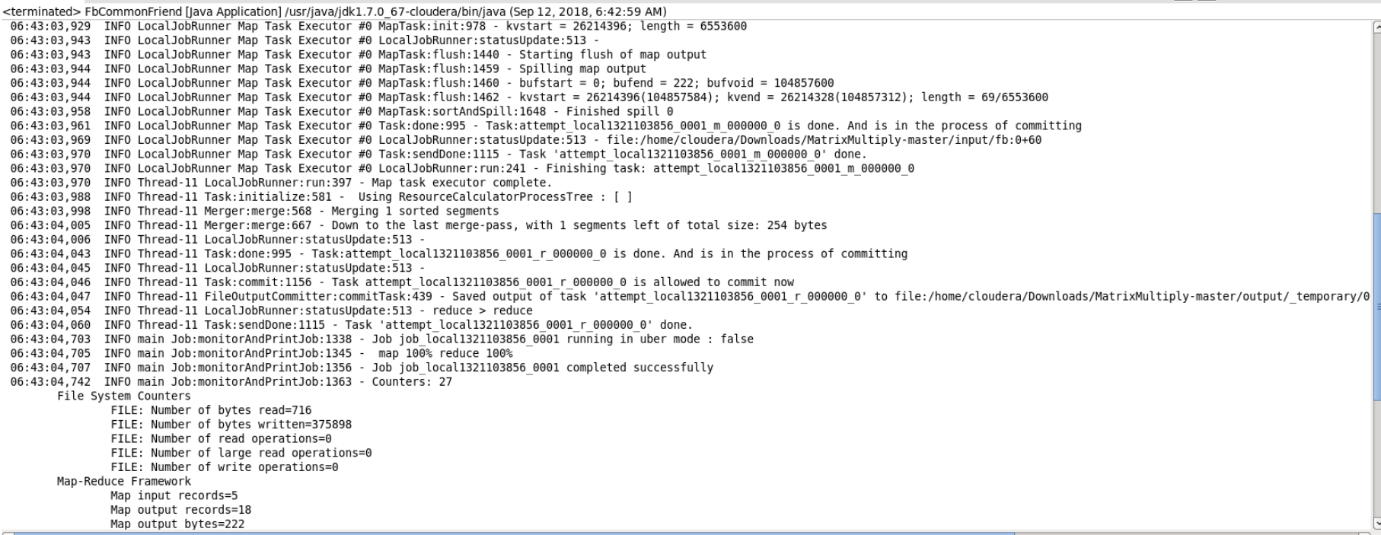 <terminated> FbCommonFriend [Java Application] /usr/java/jdk1.7.0_67-cloudera/bin/java (Sep 12, 2018, 6:42:59 AM)
06:43:03,929 INFO LocalJobRunner Map Task Executor #0 MapTask:init:978 - kvstart = 26214396; length = 6553600
06:43:03,943 INFO LocalJobRunner Map Task Executor #0 LocalJobRunner:statusUpdate:513 -
06:43:03,943 INFO LocalJobRunner Map Task Executor #0 MapTask:flush:1440 - Starting flush of map output
06:43:03,944 INFO LocalJobRunner Map Task Executor #0 MapTask:flush:1459 - Spilling map output
06:43:03,944 INFO LocalJobRunner Map Task Executor #0 MapTask:flush:1460 - bufstart = 0; bufend = 222; bufvoid = 104857600
06:43:03,944 INFO LocalJobRunner Map Task Executor #0 MapTask:flush:1462 - kvstart = 26214396(104857584); kvend = 26214328(104857312); length = 69/6553600
06:43:03,958 INFO LocalJobRunner Map Task Executor #0 MapTask:sortAndSpill:1648 - Finished spill 0
06:43:03,961 INFO LocalJobRunner Map Task Executor #0 Task:done:995 - Task:attempt_local1321103856_0001_m_000000_0 is done. And is in the process of committing
06:43:03,969 INFO LocalJobRunner Map Task Executor #0 LocalJobRunner:statusUpdate:513 - file:/home/cloudera/Downloads/MatrixMultiply-master/input/fb:0+60
06:43:03,970 INFO LocalJobRunner Map Task Executor #0 Task:sendDone:1115 - Task 'attempt_local1321103856_0001_m_000000_0' done.
06:43:03,970 INFO LocalJobRunner Map Task Executor #0 LocalJobRunner:run:241 - Finishing task: attempt_local1321103856_0001_m_000000_0
06:43:03,970 INFO Thread-11 LocalJobRunner:run:397 - Map task executor complete.
06:43:03,988 INFO Thread-11 Task:initialize:581 - Using ResourceCalculatorProcessTree : [ ]
06:43:03,998 INFO Thread-11 Merger:merge:568 - Merging 1 sorted segments
06:43:04,005 INFO Thread-11 Merger:merge:667 - Down to the last merge-pass, with 1 segments left of total size: 254 bytes
06:43:04,006 INFO Thread-11 LocalJobRunner:statusUpdate:513 -
06:43:04,043 INFO Thread-11 Task:done:995 - Task:attempt_local1321103856_0001_r_000000_0 is done. And is in the process of committing
06:43:04,045 INFO Thread-11 LocalJobRunner:statusUpdate:513 -
06:43:04,046 INFO Thread-11 Task:commit:1156 - Task attempt_local1321103856_0001_r_000000_0 is allowed to commit now
06:43:04,047 INFO Thread-11 FileOutputCommitter:commitTask:439 - Saved output of task 'attempt_local1321103856_0001_r_000000_0' to file:/home/cloudera/Downloads/MatrixMultiply-master/output/_temporary/0
06:43:04,054 INFO Thread-11 LocalJobRunner:statusUpdate:513 - reduce > reduce
06:43:04,060 INFO Thread-11 Task:sendDone:1115 - Task 'attempt_local1321103856_0001_r_000000_0' done.
06:43:04,703 INFO main Job:monitorAndPrintJob:1338 - Job job_local1321103856_0001 running in uber mode : false
06:43:04,705 INFO main Job:monitorAndPrintJob:1345 - map 100% reduce 100%
06:43:04,707 INFO main Job:monitorAndPrintJob:1356 - Job job_local1321103856_0001 completed successfully
06:43:04,742 INFO main Job:monitorAndPrintJob:1363 - Counters: 27
File System Counters
FILE: Number of bytes read=716
FILE: Number of bytes written=375898
FILE: Number of read operations=0
FILE: Number of large read operations=0
FILE: Number of write operations=0
Map-Reduce Framework
Map input records=5
Map output records=18
Map output bytes=222